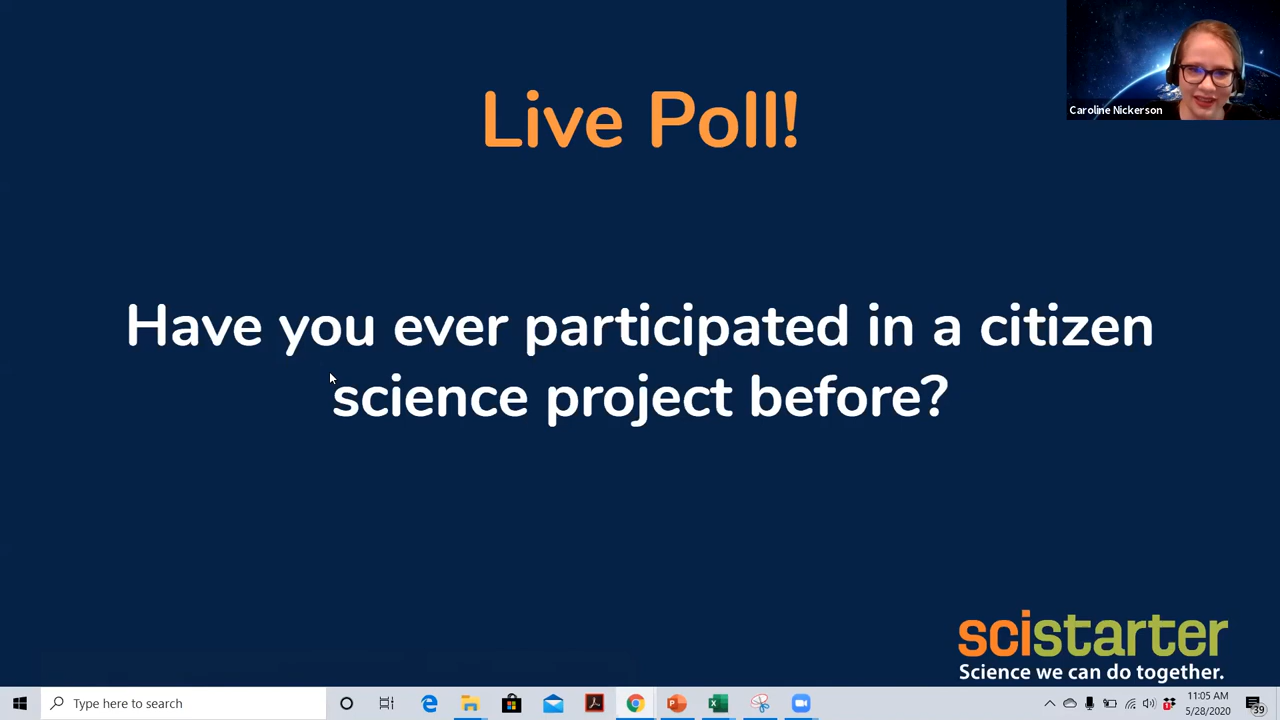 Live Poll!
Caroline Nickerson
Have you ever participated in a citizen
science project before?
scistarter
Science we can do together.
Type here to search
11:05 AM
5/28/2020
39